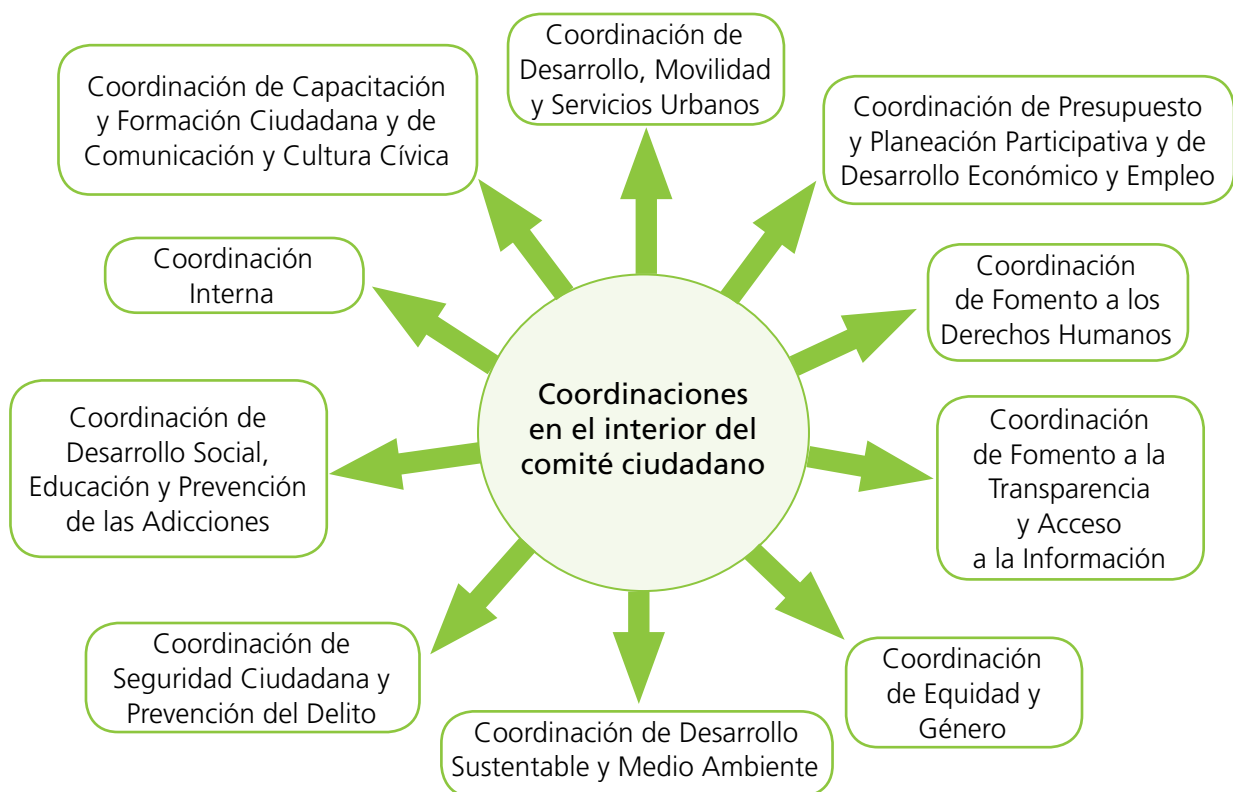 Coordinación de
Desarrollo, Movilidad
y Servicios Urbanos
Coordinación de Capacitación
y Formación Ciudadana y de
Comunicación y Cultura Cívica
Coordinación de Presupuesto
y Planeación Participativa y de
Desarrollo Económico y Empleo
Coordinación
Interna
Coordinación
de Fomento a los
Derechos Humanos
Coordinaciones
en el interior del
comité ciudadano
Coordinación de
Desarrollo Social,
Educación y Prevención
de las Adicciones
Coordinación
de Fomento a la
Transparencia
y Acceso
a la Información
Coordinación de
Seguridad Ciudadana y
Prevención del Delito
Coordinación
de Equidad y
Género
Coordinación de Desarrollo
Sustentable y Medio Ambiente